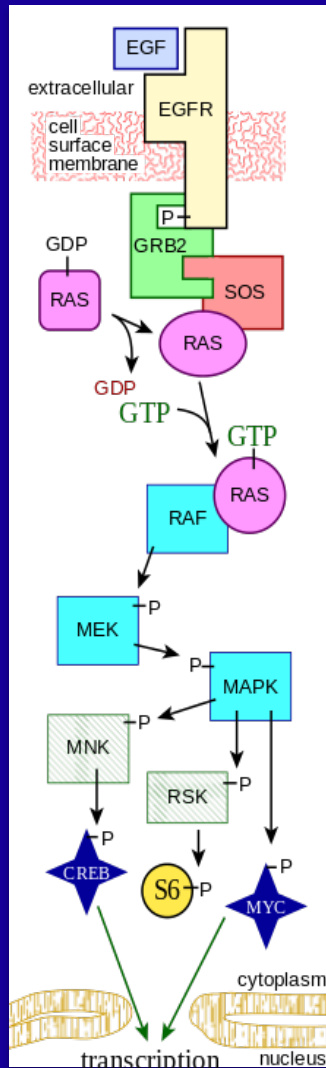 EGF
extracellular
EGFR
cell
surface
membrane
P
GRB2
GDP
SOS
RAS
RAS
GDP
GTP
GTP
RAS
RAF
P
MEK
P
MAPK
P
MNK
P
RSK
P
P
CREB
S6
P
MYC
cytoplasm
transcription
nucleus